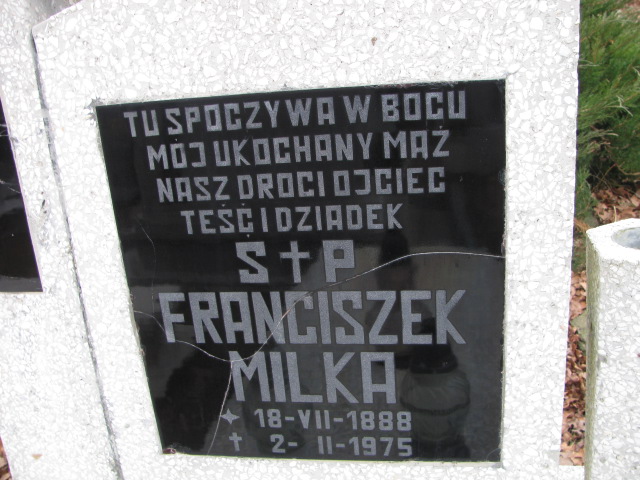 TU SPOCZYWA W BOGU
MÓJ UKOCHANY MĄŻ
NASZ DROGI OJCIEC
TEŚĆ I DZIADEK
S † P
FRANCISZEK
MILKA
18-VII-1888
† 2-II-1975